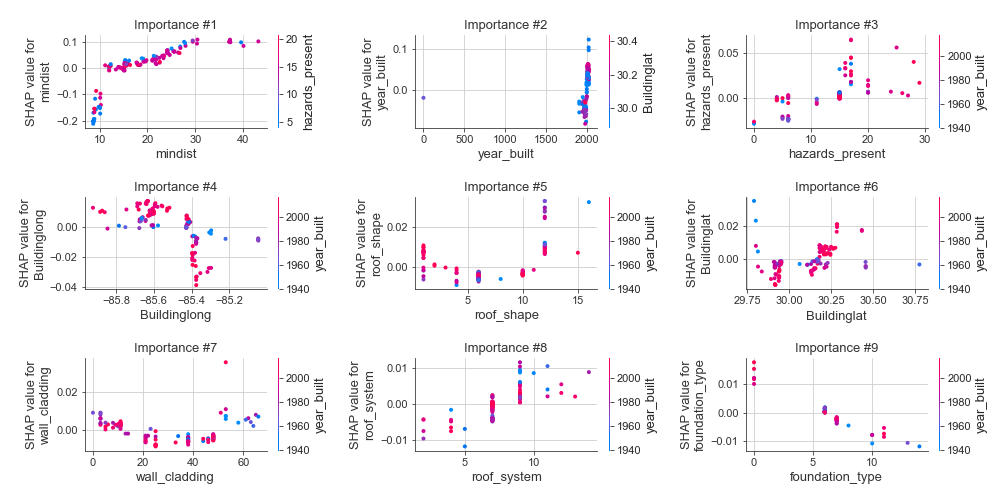 Importance #1
SHAP value for
mindist
0.1
0.0
−0.1
−0.2
10
20
30
40
mindist
20
15
10
5
hazards_present
Importance #2
SHAP value for
year_built
0.1
0.0
0
500
1000
1500
2000
year_built
30.4
30.2
30.0
Buildinglat
Importance #3
SHAP value for
hazards_present
0.05
0.00
0
10
20
30
hazards_present
2000
1980
1960
1940
year_built
Importance #4
SHAP value for
Buildinglong
0.00
−0.02
−0.04
−85.8
−85.6
−85.4
−85.2
Buildinglong
2000
1980
1960
1940
year_built
Importance #5
SHAP value for
roof_shape
0.02
0.00
5
10
15
roof_shape
2000
1980
1960
1940
year_built
Importance #6
SHAP value for
Buildinglat
0.02
0.00
29.75
30.00
30.25
30.50
30.75
Buildinglat
2000
1980
1960
1940
year_built
Importance #7
SHAP value for
wall_cladding
0.02
0.00
0
20
40
60
wall_cladding
2000
1980
1960
1940
year_built
Importance #8
SHAP value for
roof_system
0.01
0.00
−0.01
5
10
roof_system
2000
1980
1960
1940
year_built
Importance #9
SHAP value for
foundation_type
0.01
0.00
−0.01
0
5
10
foundation_type
2000
1980
1960
1940
year_built